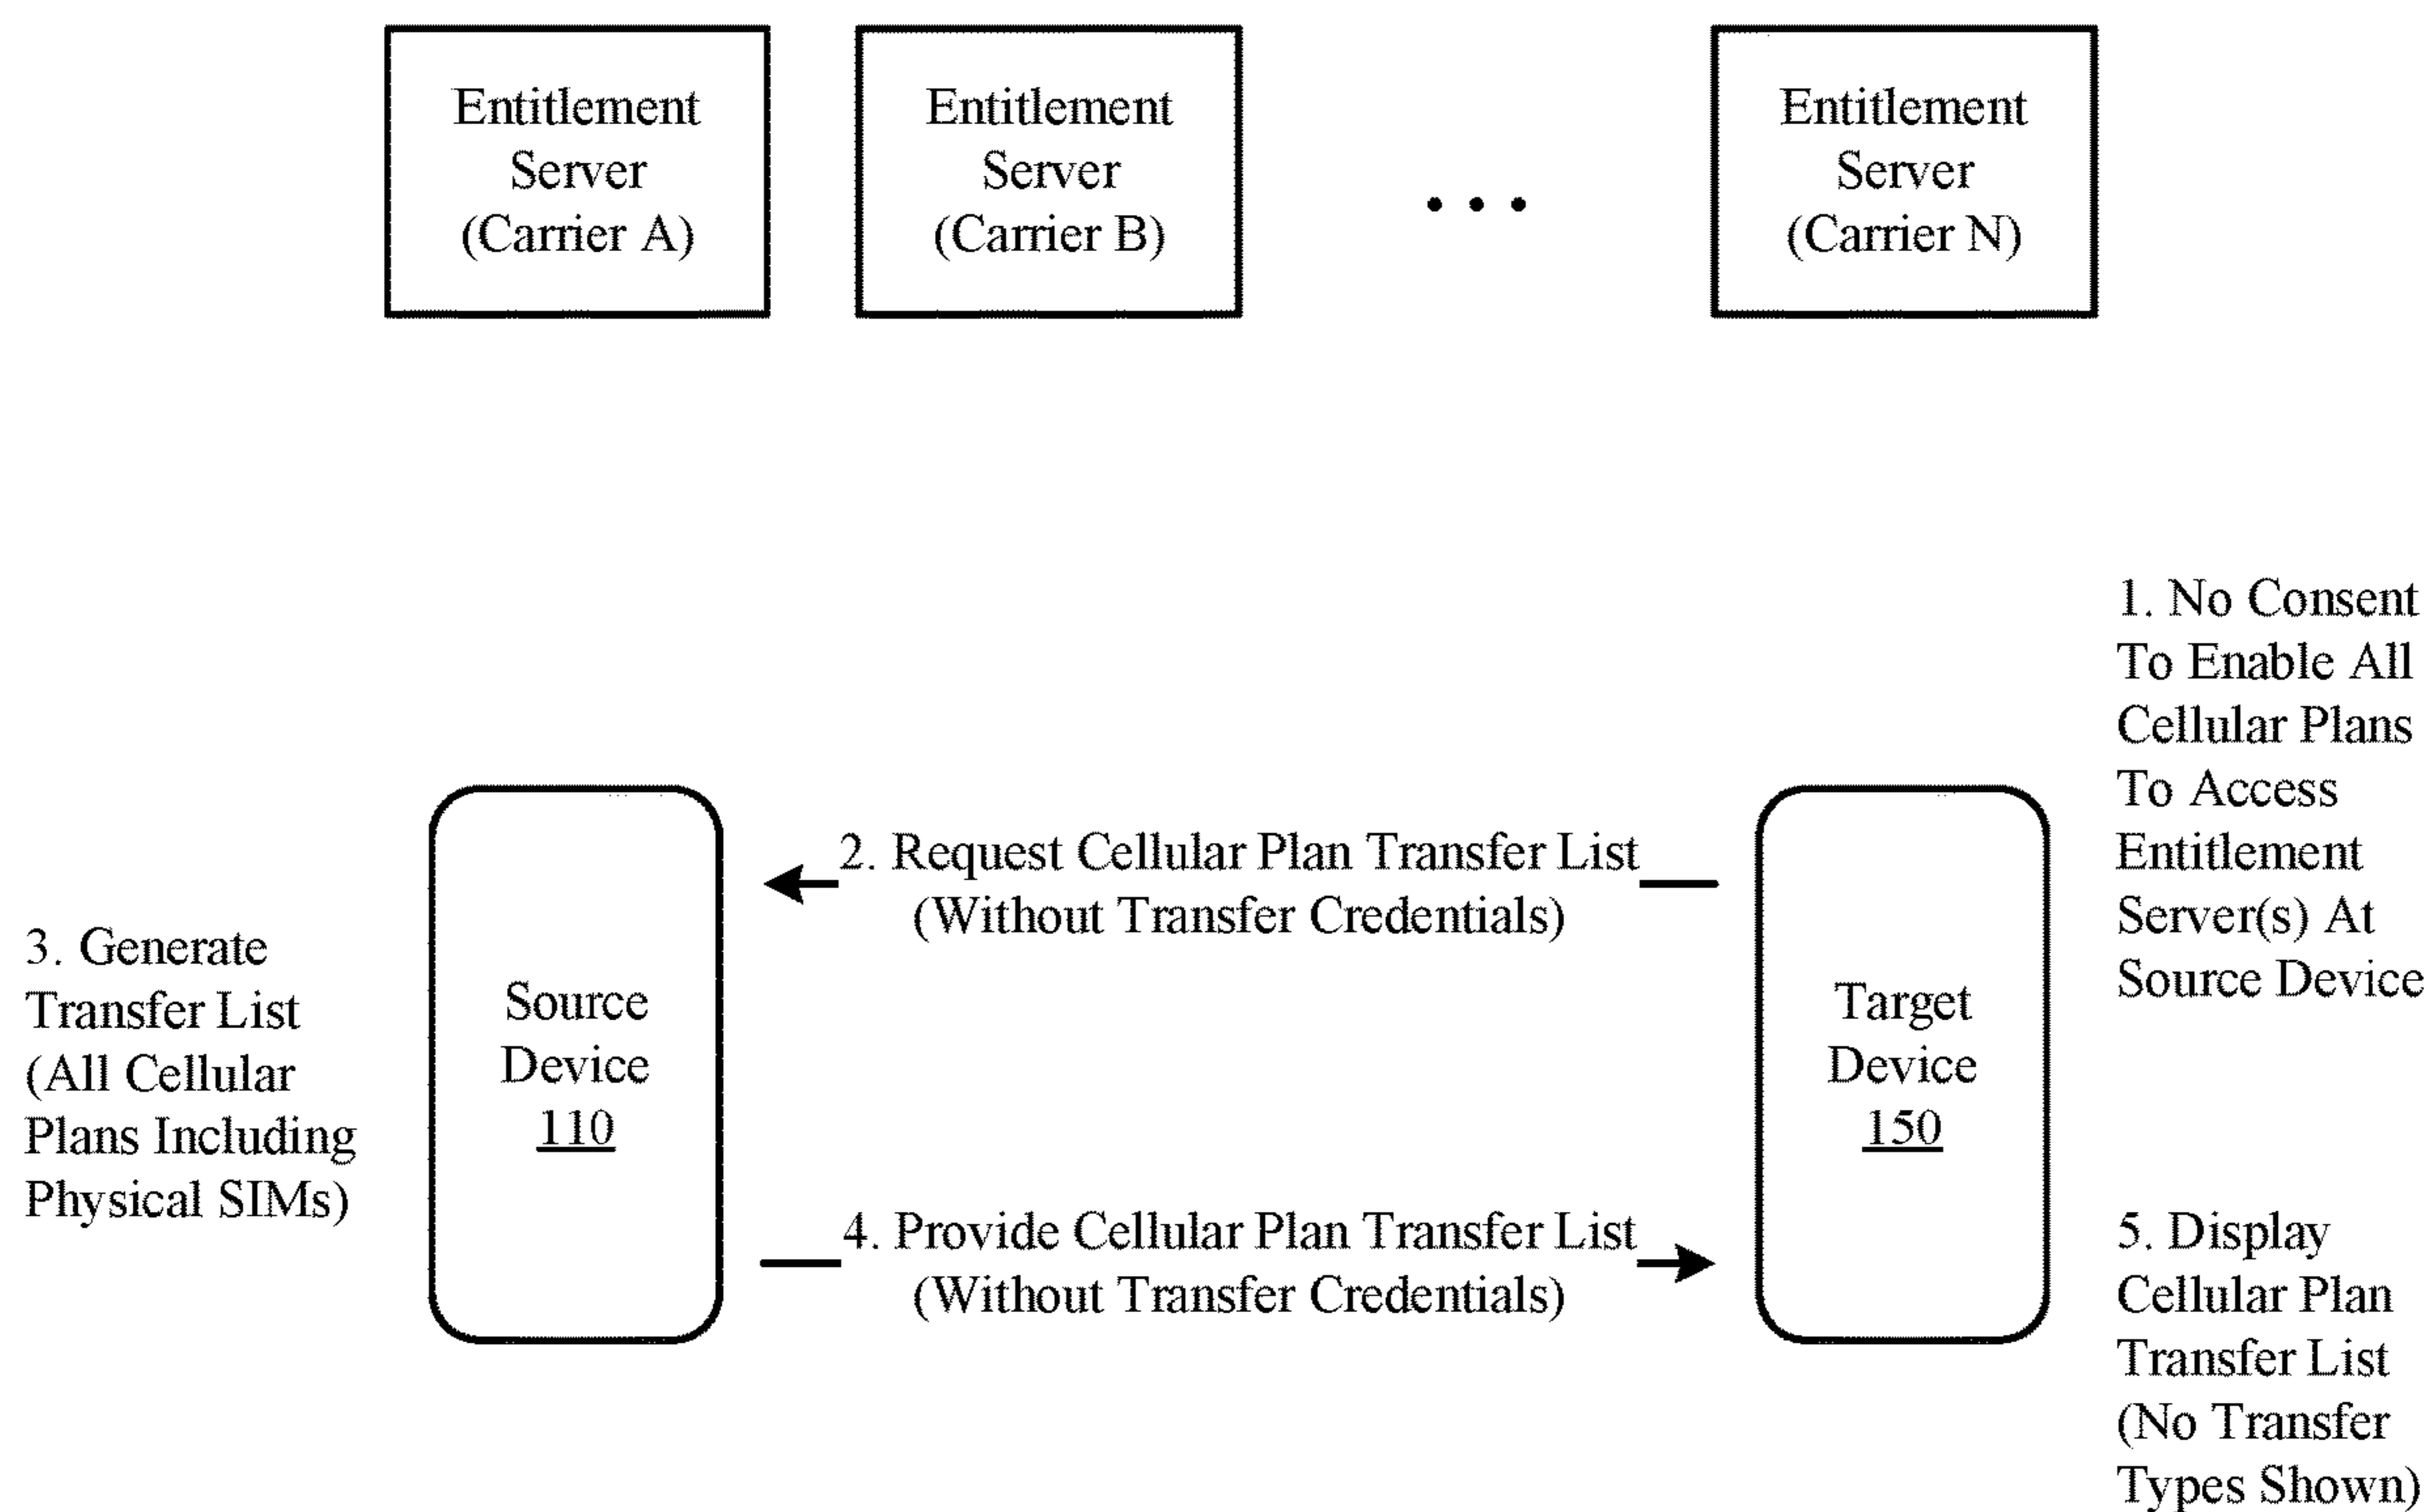 Entitlement
Server
(Carrier A)
Entitlement
Server
(Carrier B)
. . .
Entitlement
Server
(Carrier N)
1. No Consent
To Enable All
Cellular Plans
To Access
Entitlement
Server(s) At
Source Device
2. Request Cellular Plan Transfer List
(Without Transfer Credentials)
3. Generate
Transfer List
(All Cellular
Plans Including
Physical SIMs)
Source
Device
110
Target
Device
150
4. Provide Cellular Plan Transfer List
(Without Transfer Credentials)
5. Display
Cellular Plan
Transfer List
(No Transfer
Types Shown)